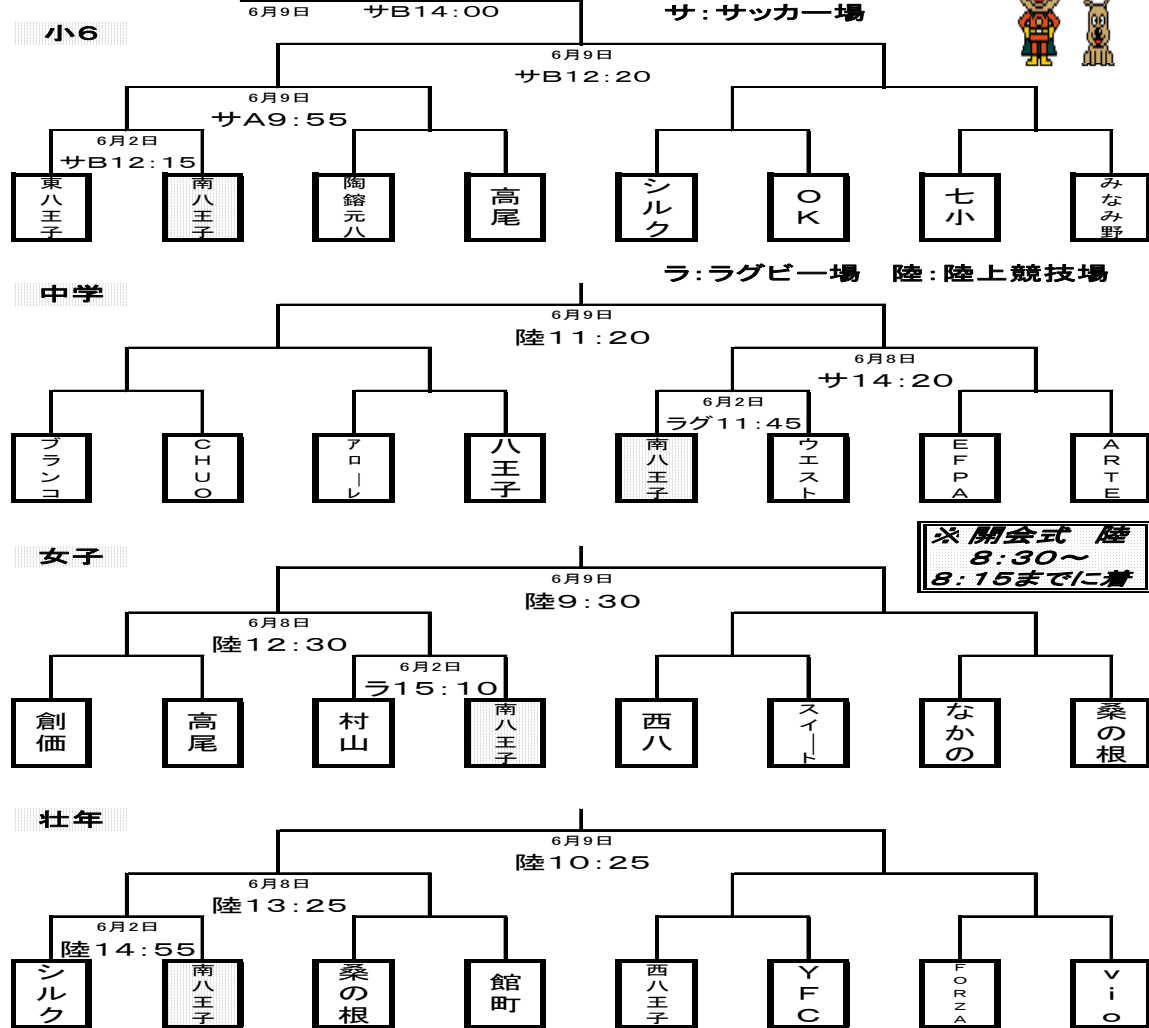 6月9日 サB14:00
サ:サッカー場
小6
6月9日
サB12:20
6月9日
サA9:55
6月2日
サB12:15
東八王子
南八王子
陶鎔元八
高尾
シルク
OK
七小
みなみ野
ラ:ラグビー場 陸:陸上競技場
中学
6月9日
陸11:20
6月8日
サ14:20
6月2日
ラグ11:45
ブランコ
CHUO
アローレ
八王子
南八王子
ウエスト
EFPA
ARTE
※開会式 陸
8:30～
8:15までに着
女子
6月9日
陸9:30
6月8日
陸12:30
6月2日
ラ15:10
創価
高尾
村山
南八王子
西八
スイート
なかの
桑の根
壮年
6月9日
陸10:25
6月8日
陸13:25
6月2日
陸14:55
シルク
南八王子
桑の根
館町
西八王子
YFC
FORZA
vio